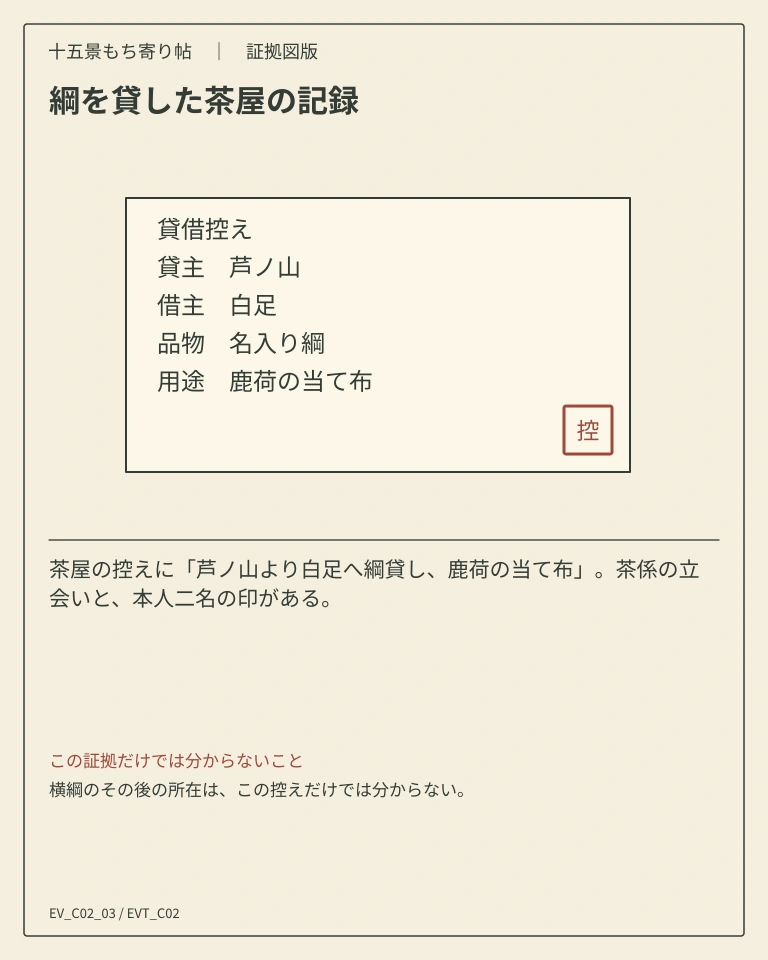 十五景もち寄り帖 ｜ 証拠図版
綱を貸した茶屋の記録
貸借控え
貸主 芦ノ山
借主 白足
品物 名入り綱
用途 鹿荷の当て布
控
茶屋の控えに「芦ノ山より白足へ綱貸し、鹿荷の当て布」。茶係の立
会いと、本人二名の印がある。
この証拠だけでは分からないこと
横綱のその後の所在は、この控えだけでは分からない。
EV_C02_03 / EVT_C02